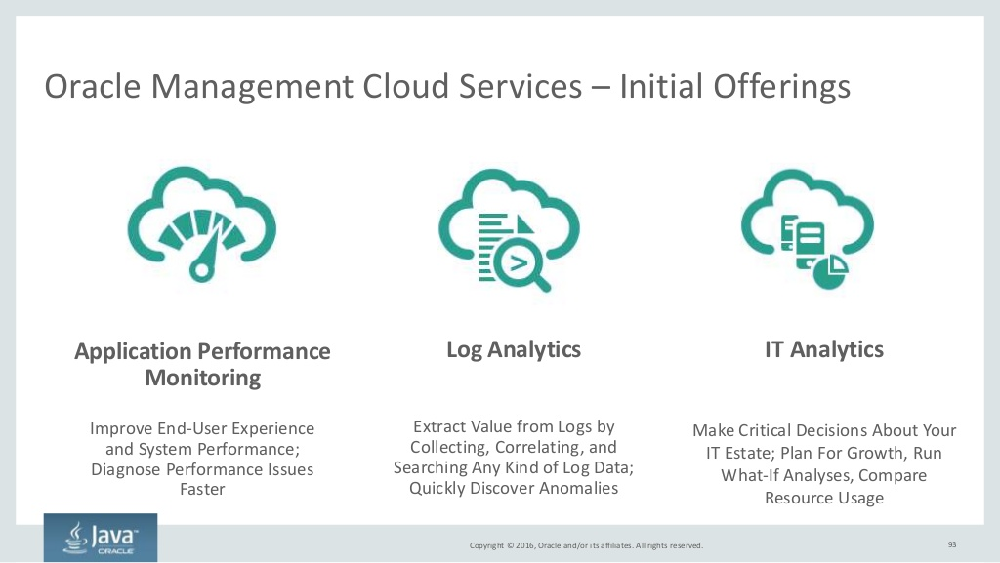 Oracle Management Cloud Services – Initial Offerings
Application Performance
Monitoring
Improve End-User Experience
and System Performance;
Diagnose Performance Issues
Faster
Log Analytics
Extract Value from Logs by
Collecting, Correlating, and
Searching Any Kind of Log Data;
Quickly Discover Anomalies
IT Analytics
Make Critical Decisions About Your
IT Estate; Plan For Growth, Run
What-If Analyses, Compare
Resource Usage
Java™
ORACLE
Copyright © 2016, Oracle and/or its affiliates. All rights reserved.
93